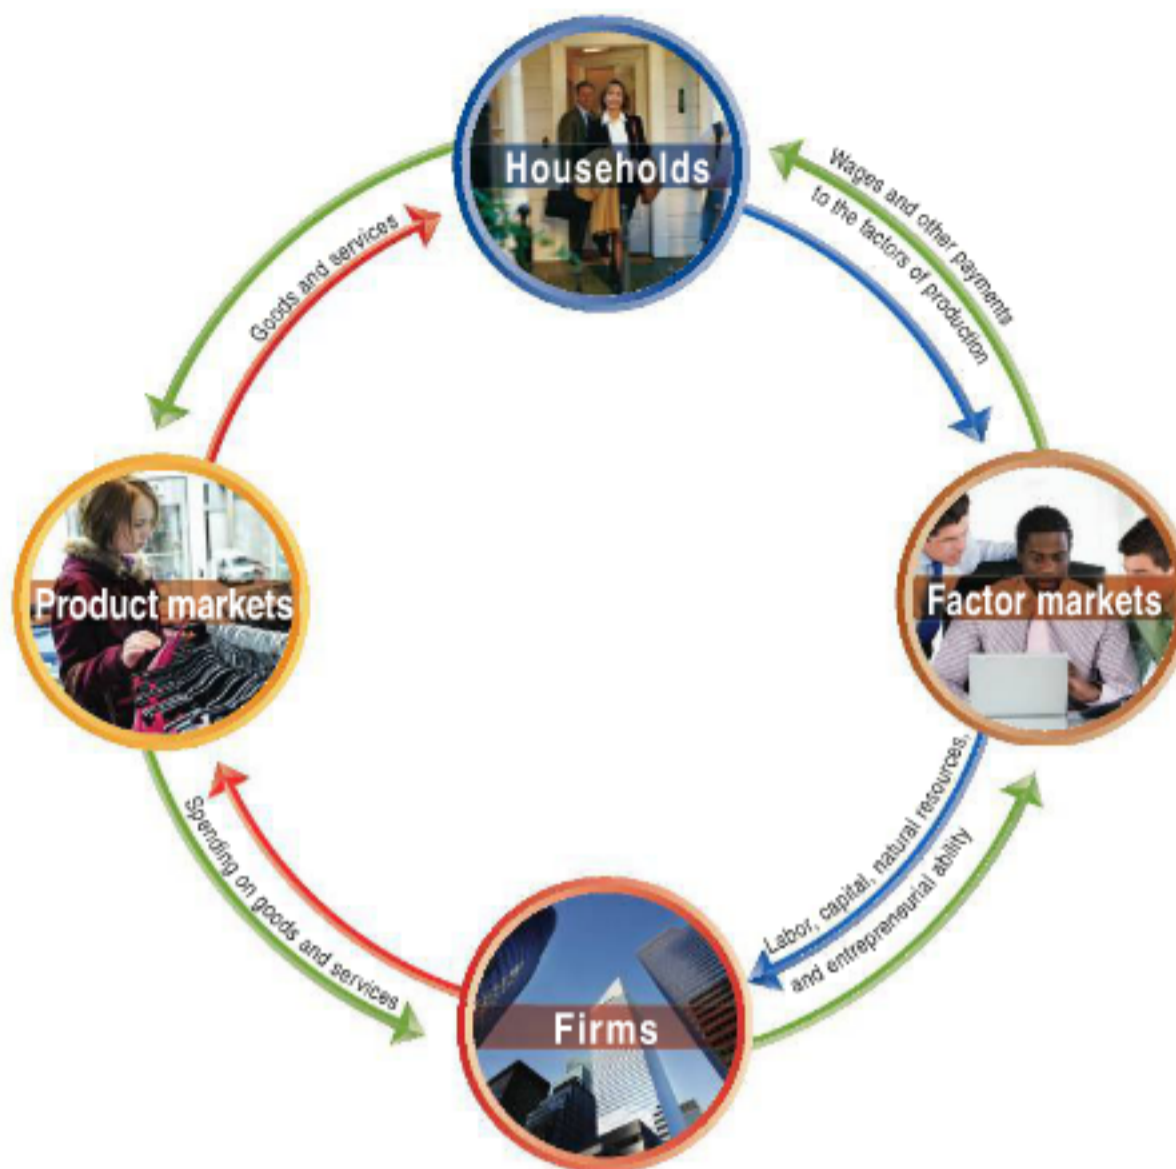 Households
Wages and other payments
to the factors of production
Goods and services
Product markets
Factor markets
Spending on goods and services
Labor, capital, natural resources,
and entrepreneurial ability
Firms